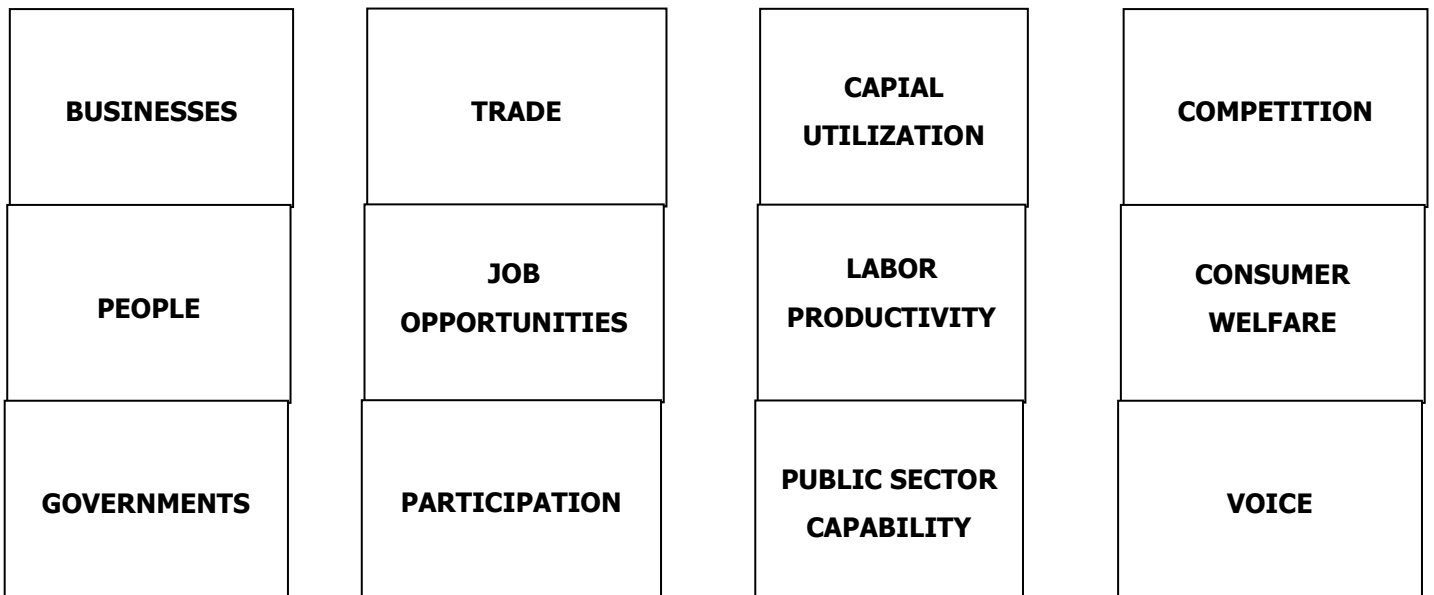 BUSINESSES
TRADE
CAPIAL
UTILIZATION
COMPETITION
PEOPLE
JOB
OPPORTUNITIES
LABOR
PRODUCTIVITY
CONSUMER
WELFARE
GOVERNMENTS
PARTICIPATION
PUBLIC SECTOR
CAPABILITY
VOICE